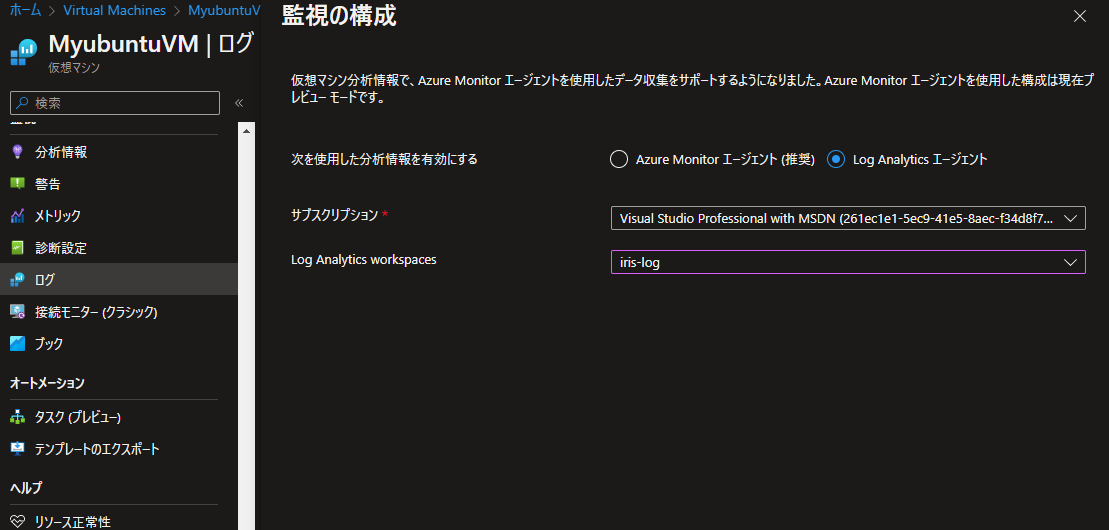 ホーム > Virtual Machines > MyubuntuV
MyubuntuVM | ログ
仮想マシン
検索
«
分析情報
警告
メトリック
診断設定
ログ
接続モニター (クラシック)
ブック
オートメーション
タスク (プレビュー)
テンプレートのエクスポート
ヘルプ
リソース正常性
監視の構成
仮想マシン分析情報で、Azure Monitor エージェントを使用したデータ収集をサポートするようになりました。Azure Monitor エージェントを使用した構成は現在プ
レビュー モードです。
次を使用した分析情報を有効にする
Azure Monitor エージェント (推奨)
Log Analytics エージェント
サブスクリプション *
Visual Studio Professional with MSDN (261ec1e1-5ec9-41e5-8aec-f34d8f7...
Log Analytics workspaces
iris-log